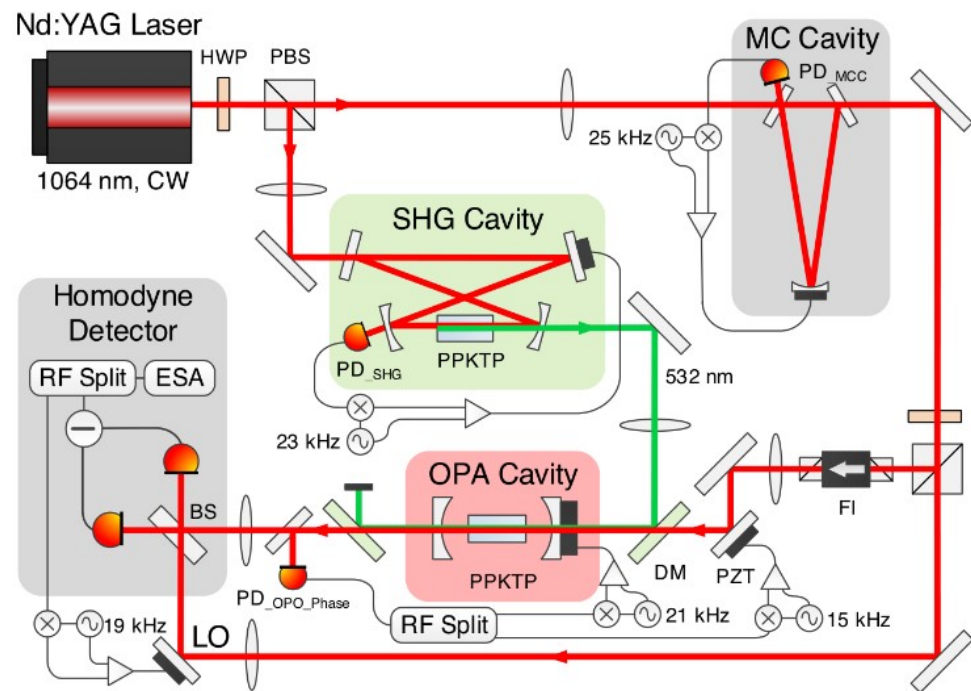 Nd:YAG Laser
HWP
PBS
1064 nm, CW
MC Cavity
PD_MCC
25 kHz
SHG Cavity
PD_SHG
PPKTP
532 nm
23 kHz
Homodyne
Detector
RF Split
ESA
BS
19 kHz
LO
OPA Cavity
PPKTP
PD_OPO_Phase
RF Split
21 kHz
DM
PZT
15 kHz
FI